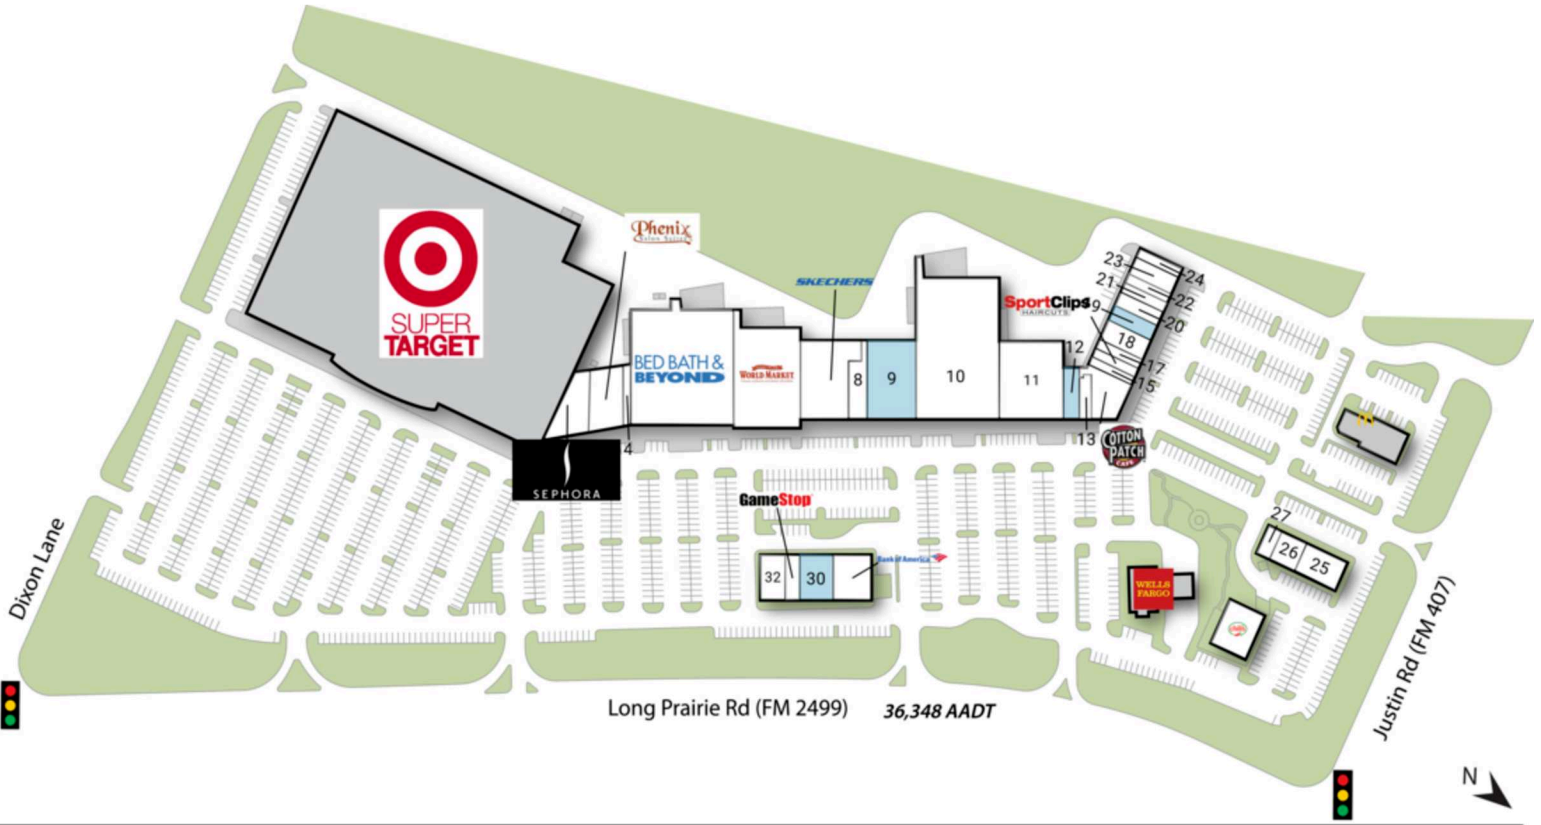 Phenix
Salon Suites
SUPER
TARGET
SKECHERS
SportClips
HAIRCUTS
23
24
21
22
19
20
18
12
17
15
BED BATH &
BEYOND
WORLD MARKET
8
9
10
11
4
13
COTTON
PATCH
CAFE
SEPHORA
GameStop
Bank of America
32
30
27
26
25
WELLS
FARGO
Dixon Lane
Justin Rd (FM 407)
Long Prairie Rd (FM 2499)
36,348 AADT
N